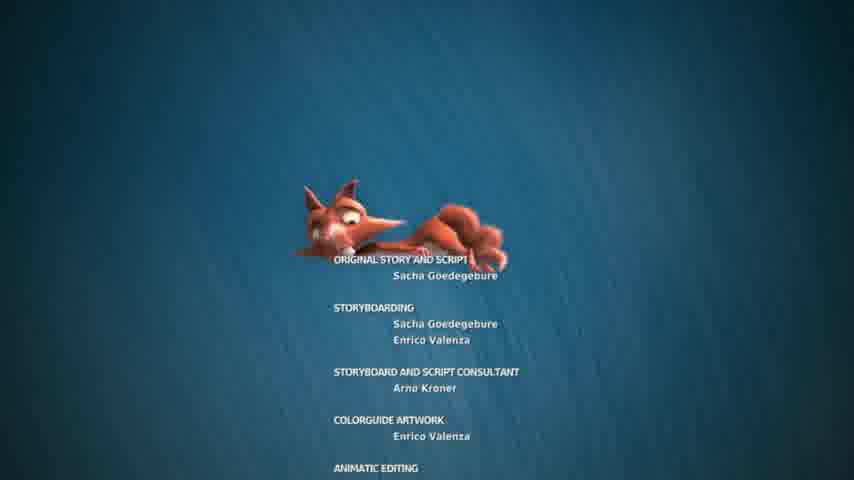 ORIGINAL STORY AND SCRIPT
Sacha Goedegebure
STORYBOARDING
Sacha Goedegebure
Enrico Valenza
STORYBOARD AND SCRIPT CONSULTANT
Arno Kroner
COLORGUIDE ARTWORK
Enrico Valenza
ANIMATIC EDITING